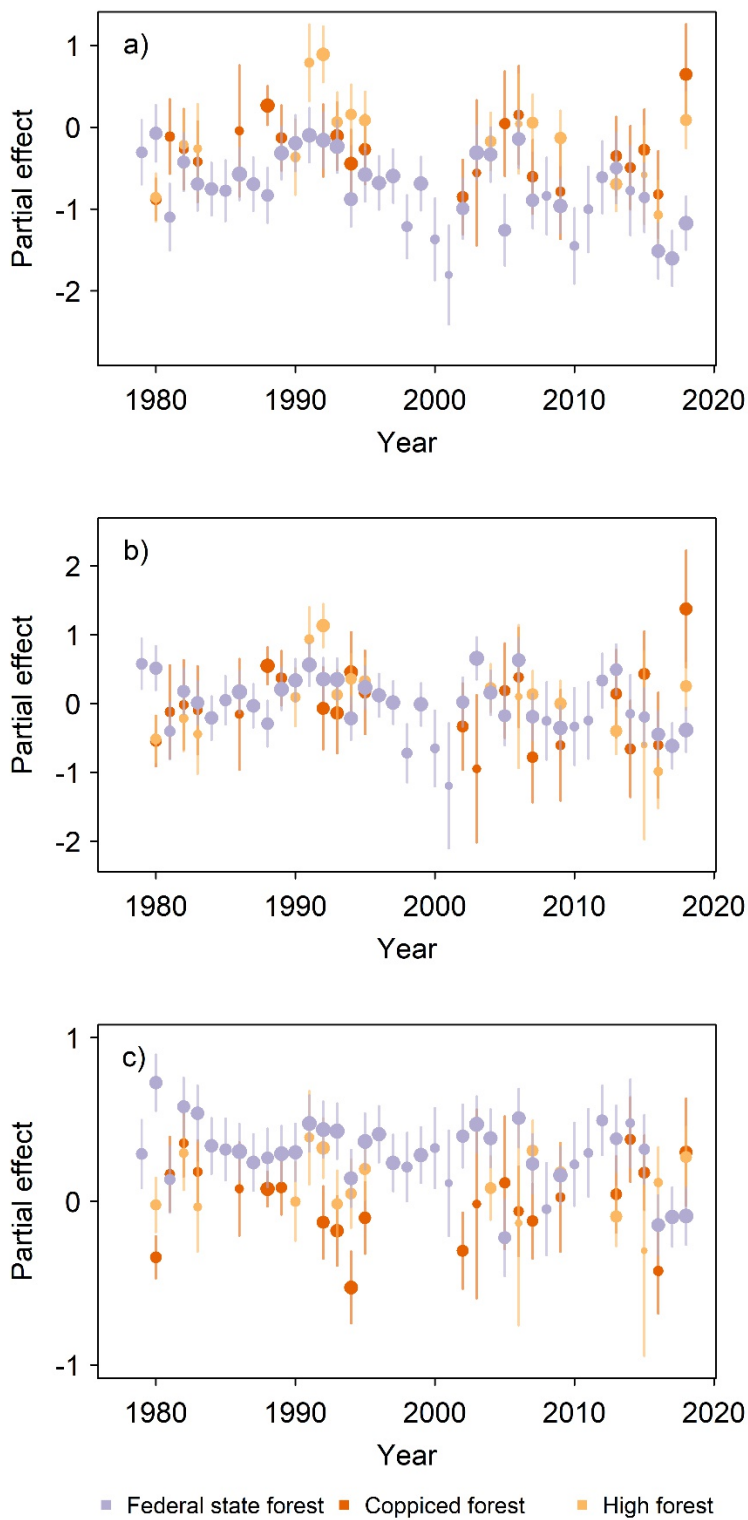 a)
1
0
-1
-2
Partial effect
1980 1990 2000 2010 2020
Year
b)
2
1
0
-1
-2
Partial effect
1980 1990 2000 2010 2020
Year
c)
1
0
-1
Partial effect
1980 1990 2000 2010 2020
Year
Federal state forest Coppiced forest High forest